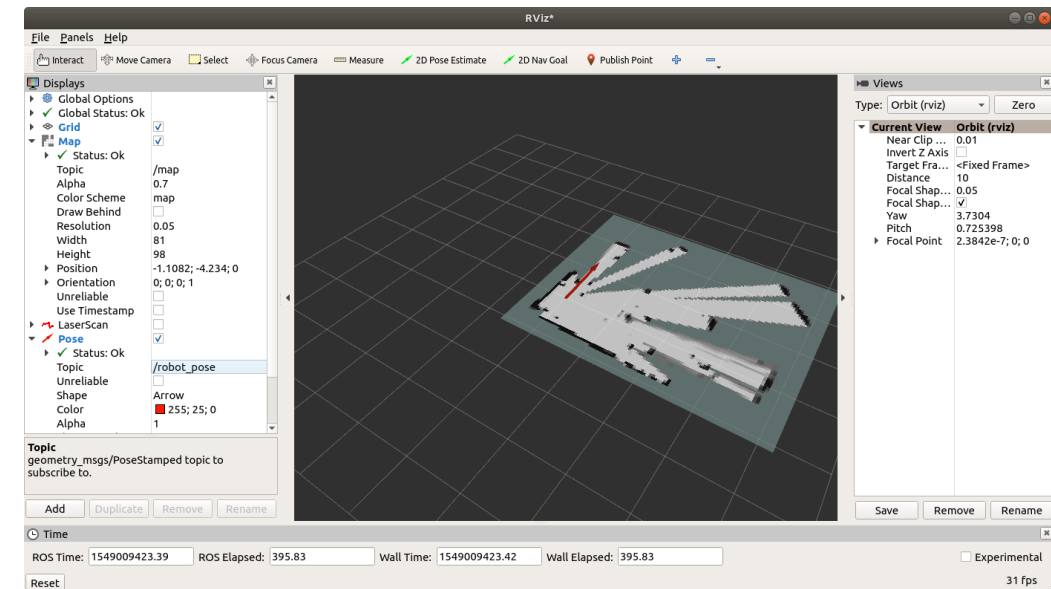 RViz*
File Panels Help
Interact Move Camera Select Focus Camera Measure 2D Pose Estimate 2D Nav Goal Publish Point
Displays
Global Options
Global Status: Ok
Grid
Map
Status: Ok
Topic /map
Alpha 0.7
Color Scheme map
Draw Behind
Resolution 0.05
Width 81
Height 98
Position -1.1082; -4.234; 0
Orientation 0; 0; 0; 1
Unreliable
Use Timestamp
LaserScan
Pose
Status: Ok
Topic /robot_pose
Unreliable
Shape Arrow
Color 255; 25; 0
Alpha 1
Topic
geometry_msgs/PoseStamped topic to
subscribe to.
Add Duplicate Remove Rename
Views
Type: Orbit (rviz) Zero
Current View Orbit (rviz)
Near Clip ... 0.01
Invert Z Axis
Target Fra... <Fixed Frame>
Distance 10
Focal Shap... 0.05
Focal Shap...
Yaw 3.7304
Pitch 0.725398
Focal Point 2.3842e-7; 0; 0
Save Remove Rename
Time
ROS Time: 1549009423.39 ROS Elapsed: 395.83 Wall Time: 1549009423.42 Wall Elapsed: 395.83 Experimental
Reset 31 fps